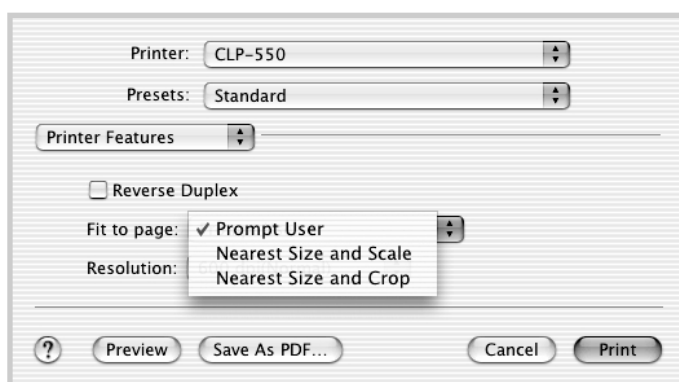 Printer: CLP-550
Presets: Standard
Printer Features
Reverse Duplex
Fit to page: ✓ Prompt User
Nearest Size and Scale
Resolution:
Nearest Size and Crop
? Preview Save As PDF... Cancel Print